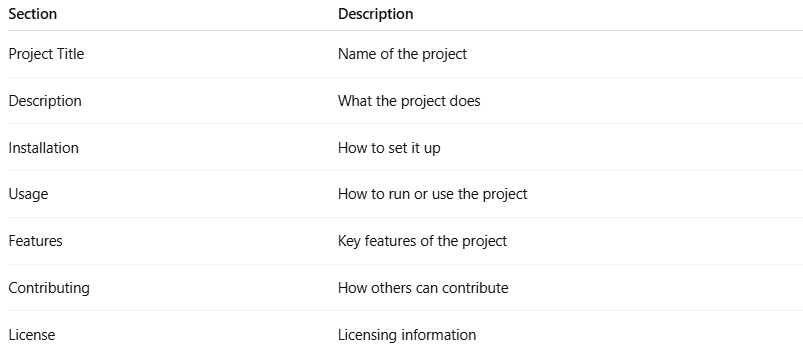 Section Description
Project Title Name of the project
Description What the project does
Installation How to set it up
Usage How to run or use the project
Features Key features of the project
Contributing How others can contribute
License Licensing information